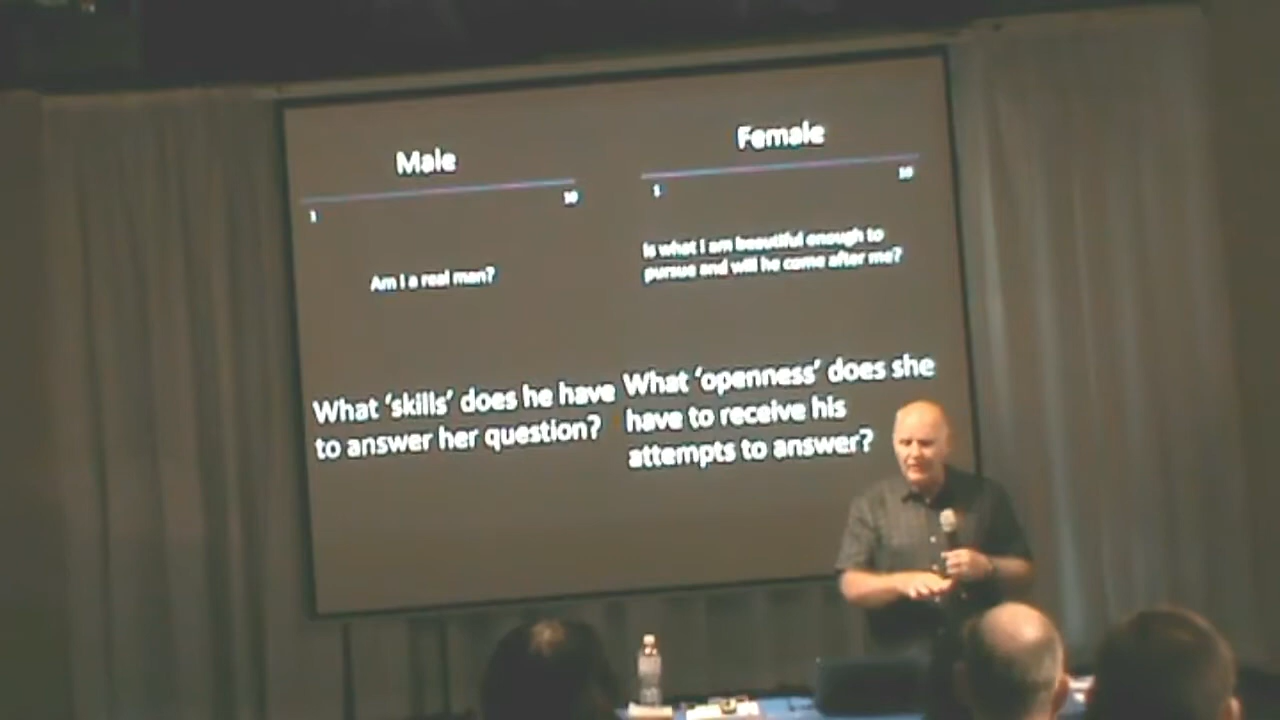 Male
1 10
Am I a real man?
What ‘skills’ does he have
to answer her question?
Female
1 10
Is what I am beautiful enough to
pursue and will he come after me?
What ‘openness’ does she
have to receive his
attempts to answer?